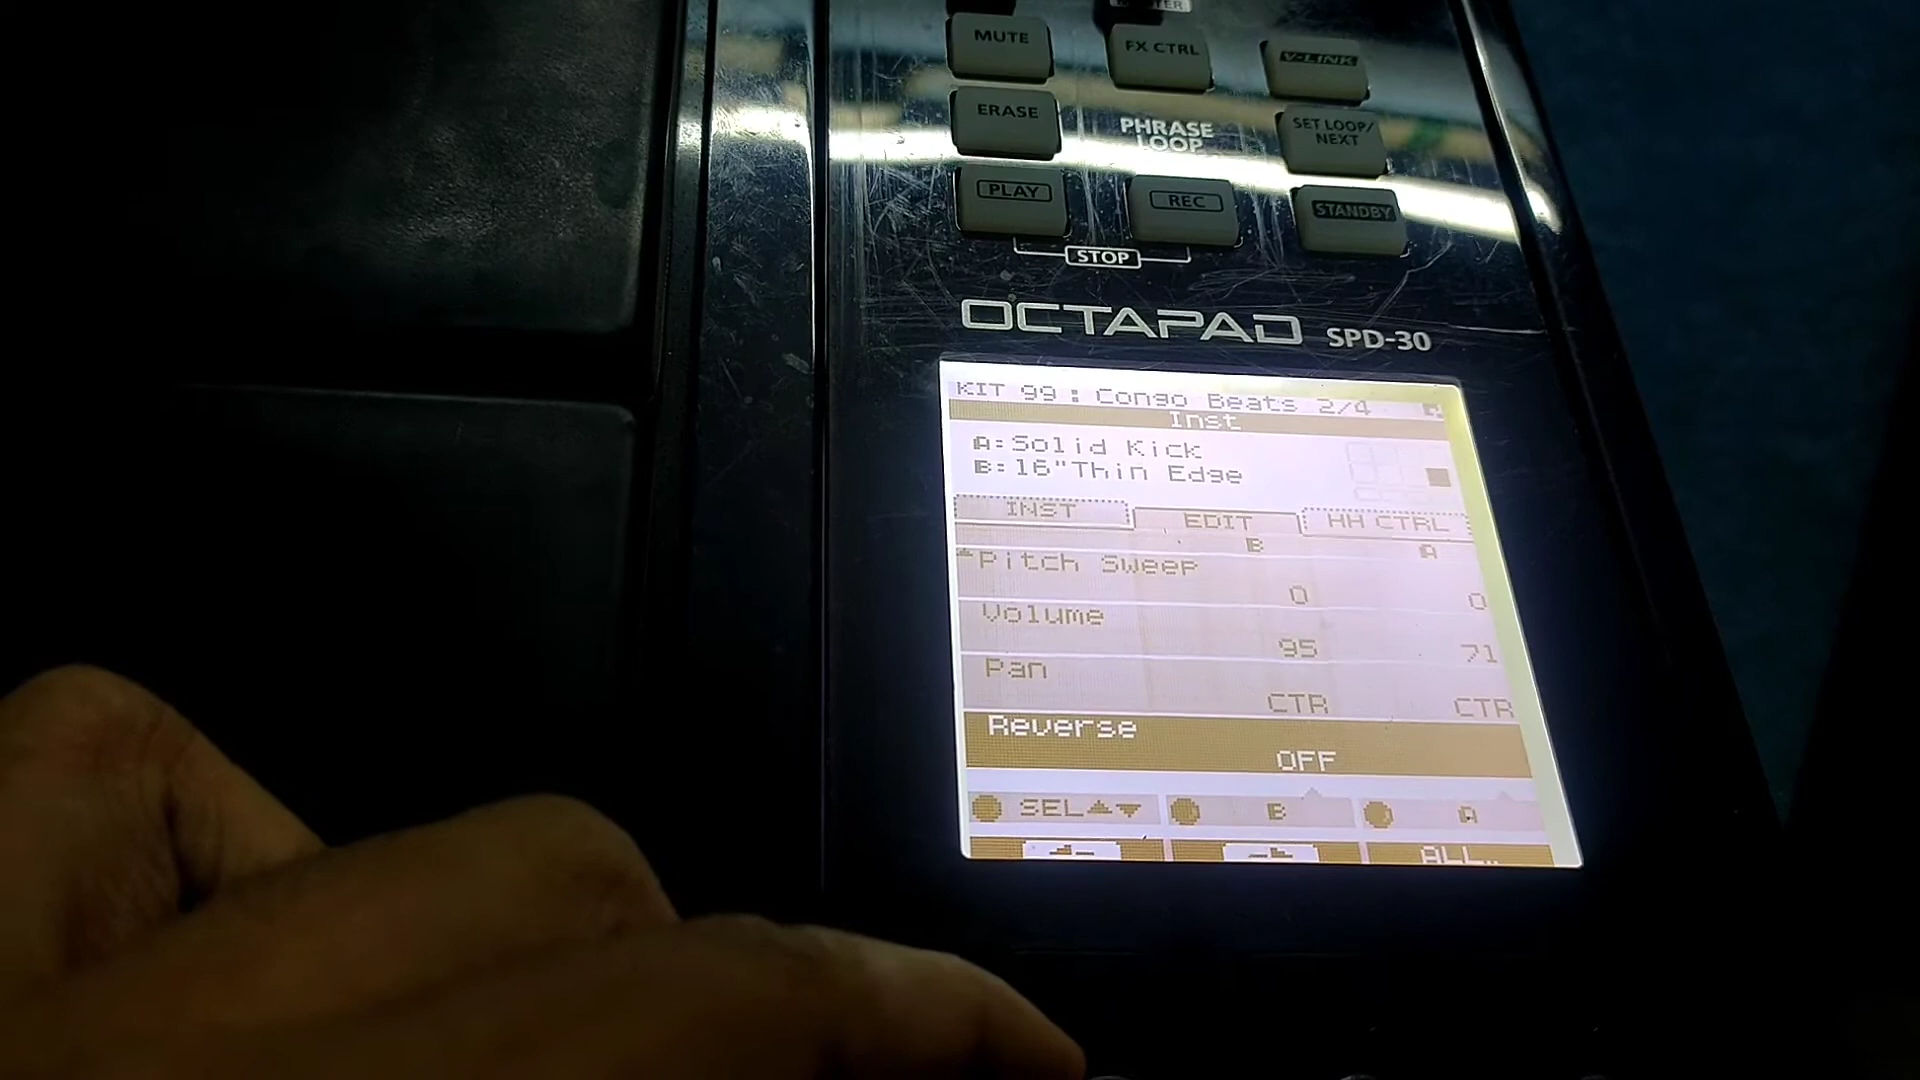 MUTE
FX CTRL
V-LINK
ERASE
PHRASE
LOOP
SET LOOP/
NEXT
PLAY
REC
STANDBY
STOP
OCTAPAD SPD-30
KIT 99 : Congo Beats 2/4
Inst
A:Solid Kick
B:16"Thin Edge
INST EDIT HH CTRL
B A
Pitch Sweep
0 0
Volume
95 71
Pan
CTR CTR
Reverse
OFF
SEL▲▼ B A
ALL..